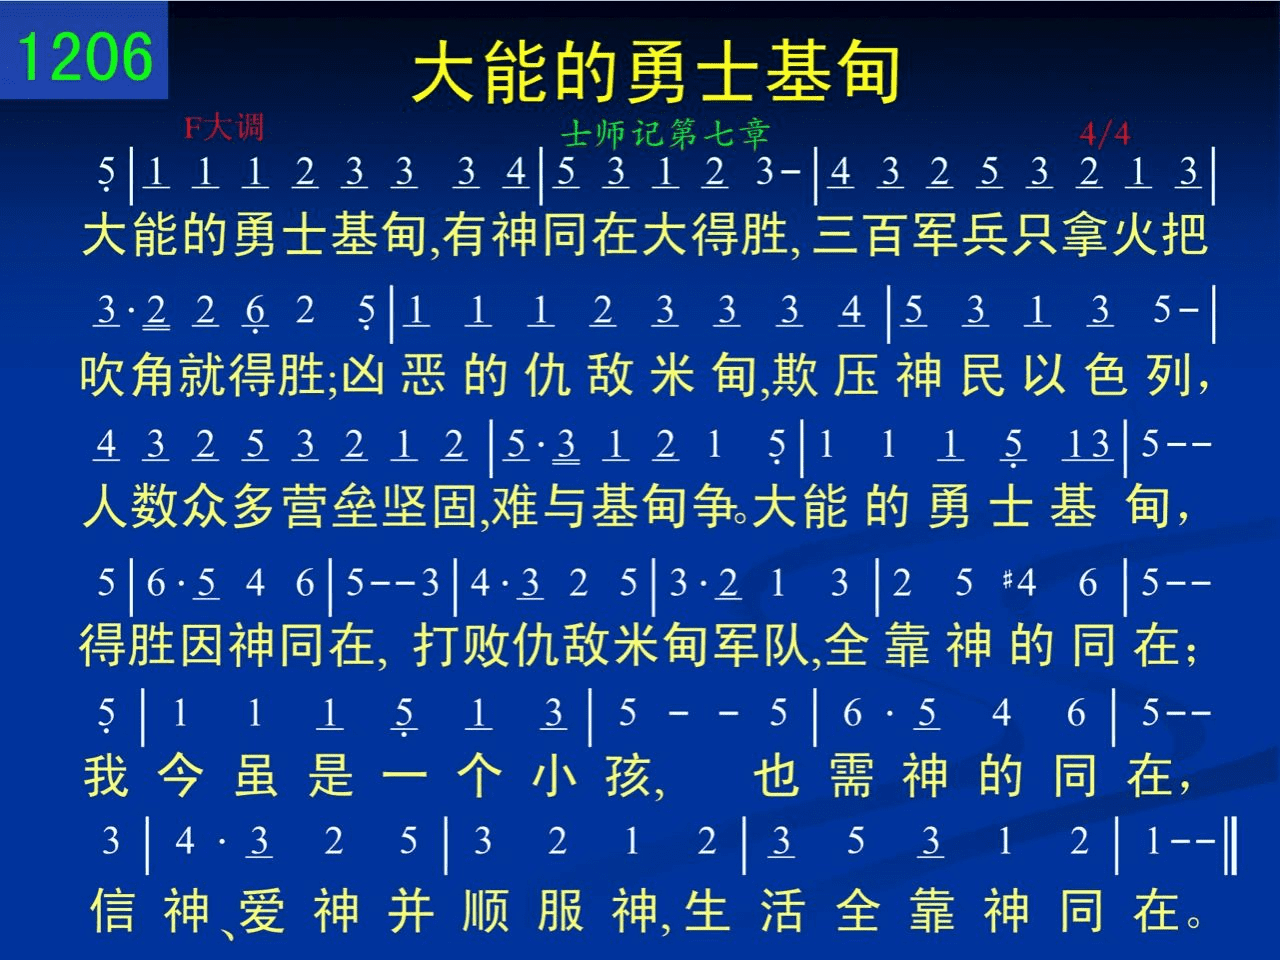 1206
大能的勇士基甸
F大调 士师记第七章 4/4
5|1 1 1 2 3 3 3 4|5 3 1 2 3-|4 3 2 5 3 2 1 3|
大能的勇士基甸,有神同在大得胜,三百军兵只拿火把
3·2 2 6 2 5|1 1 1 2 3 3 3 4|5 3 1 3 5-|
吹角就得胜;凶恶的仇敌米甸,欺压神民以色列,
4 3 2 5 3 2 1 2|5·3 1 2 1 5|1 1 1 5 13|5--
人数众多营垒坚固,难与基甸争。大能的勇士基甸,
5|6·5 4 6|5--3|4·3 2 5|3·2 1 3|2 5 #4 6|5--
得胜因神同在,打败仇敌米甸军队,全靠神的同在;
5|1 1 1 5 1 3|5 - - 5|6·5 4 6|5--
我今虽是一个小孩,也需神的同在,
3|4·3 2 5|3 2 1 2|3 5 3 1 2|1--‖
信神、爱神并顺服神,生活全靠神同在。